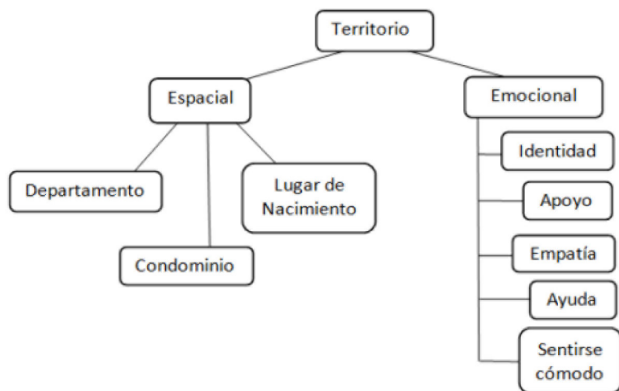 Territorio
Espacial
Emocional
Identidad
Departamento
Lugar de
Nacimiento
Apoyo
Condominio
Empatía
Ayuda
Sentirse
cómodo